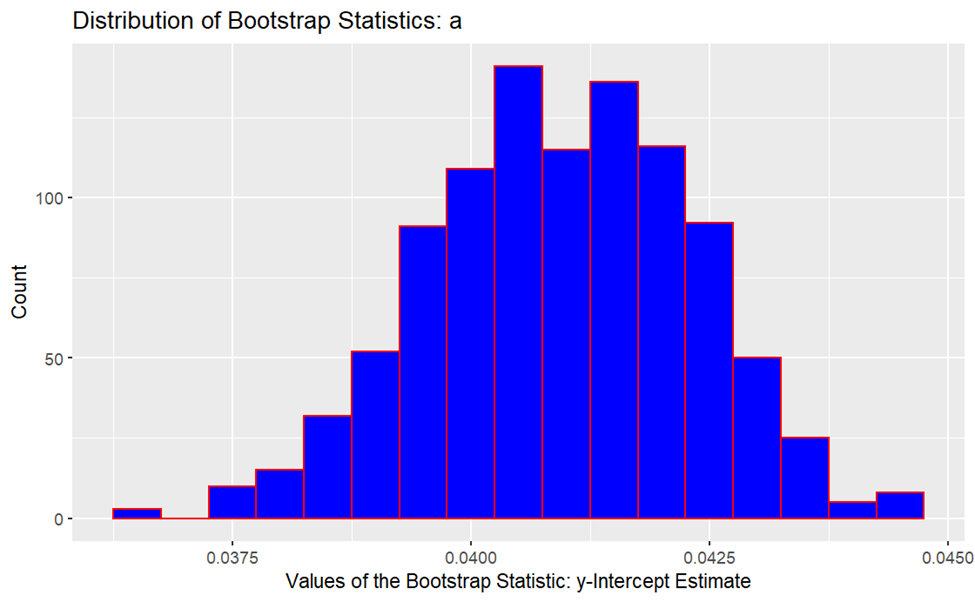 Distribution of Bootstrap Statistics: a
Count
100
50
0
0.0375 0.0400 0.0425 0.0450
Values of the Bootstrap Statistic: y-Intercept Estimate